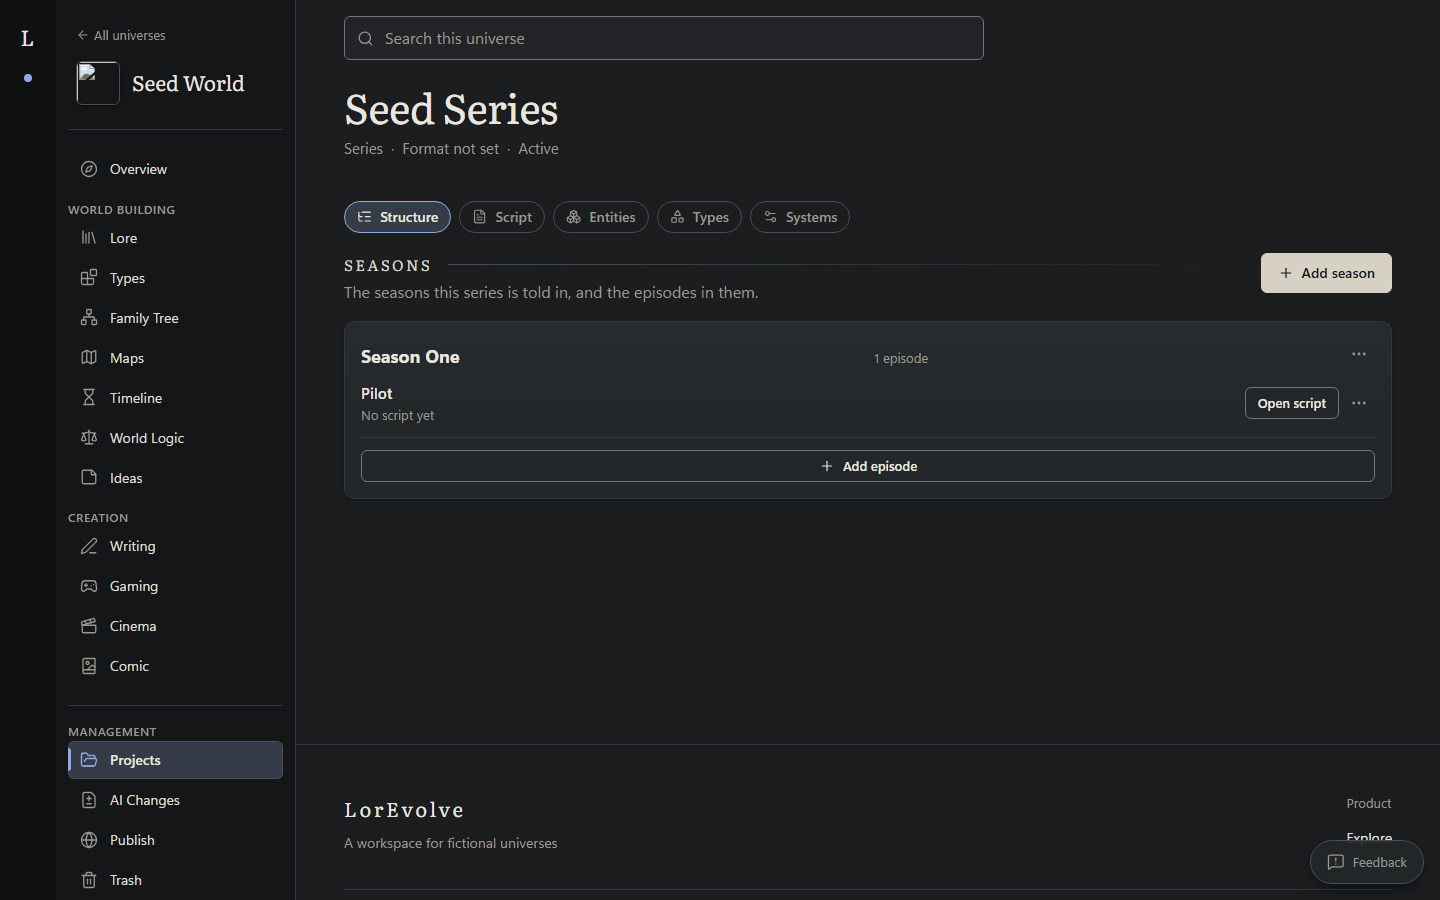 L
All universes
Seed World
Overview
WORLD BUILDING
Lore
Types
Family Tree
Maps
Timeline
World Logic
Ideas
CREATION
Writing
Gaming
Cinema
Comic
MANAGEMENT
Projects
AI Changes
Publish
Trash
Search this universe
Seed Series
Series · Format not set · Active
Structure Script Entities Types Systems
SEASONS
Add season
The seasons this series is told in, and the episodes in them.
Season One 1 episode
Pilot
No script yet
Open script
Add episode
LorEvolve
A workspace for fictional universes
Product
Explore
Feedback